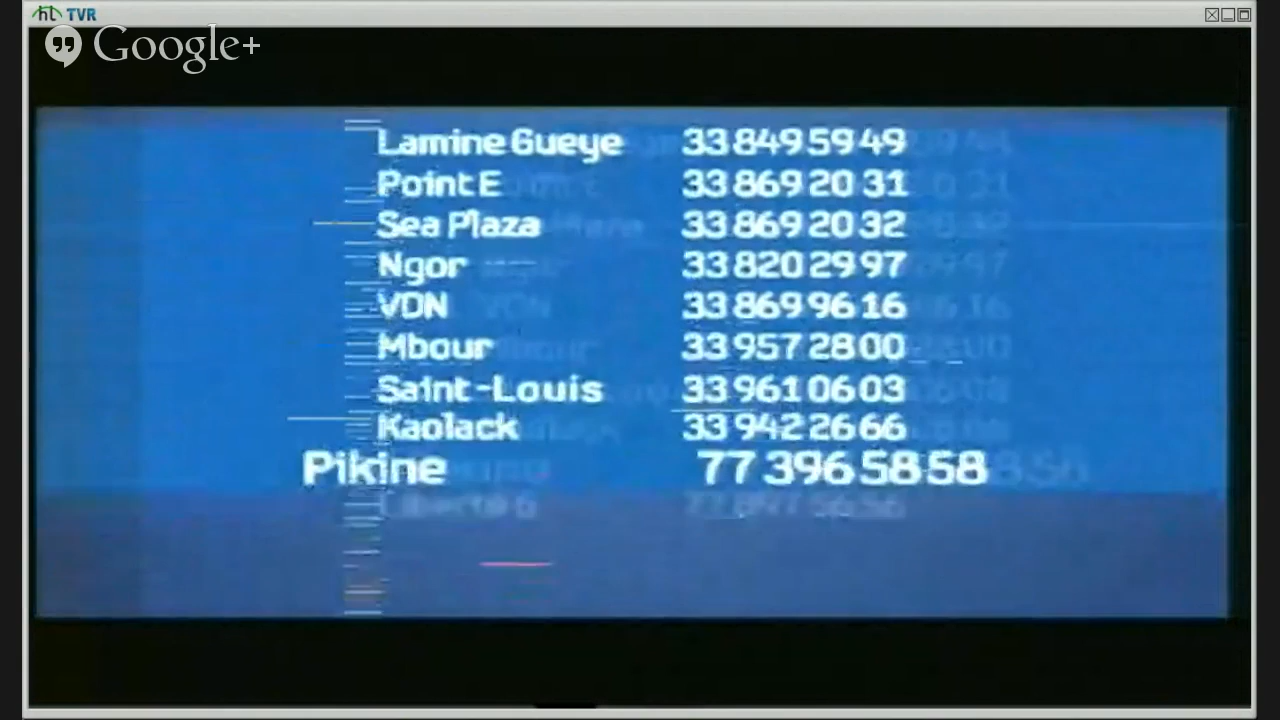 ht TVR
Google+
Lamine Gueye 33 849 59 49
Point E 33 869 20 31
Sea Plaza 33 869 20 32
Ngor 33 820 29 97
VDN 33 869 96 16
Mbour 33 957 28 00
Saint-Louis 33 961 06 03
Kaolack 33 942 26 66
Pikine 77 396 58 58